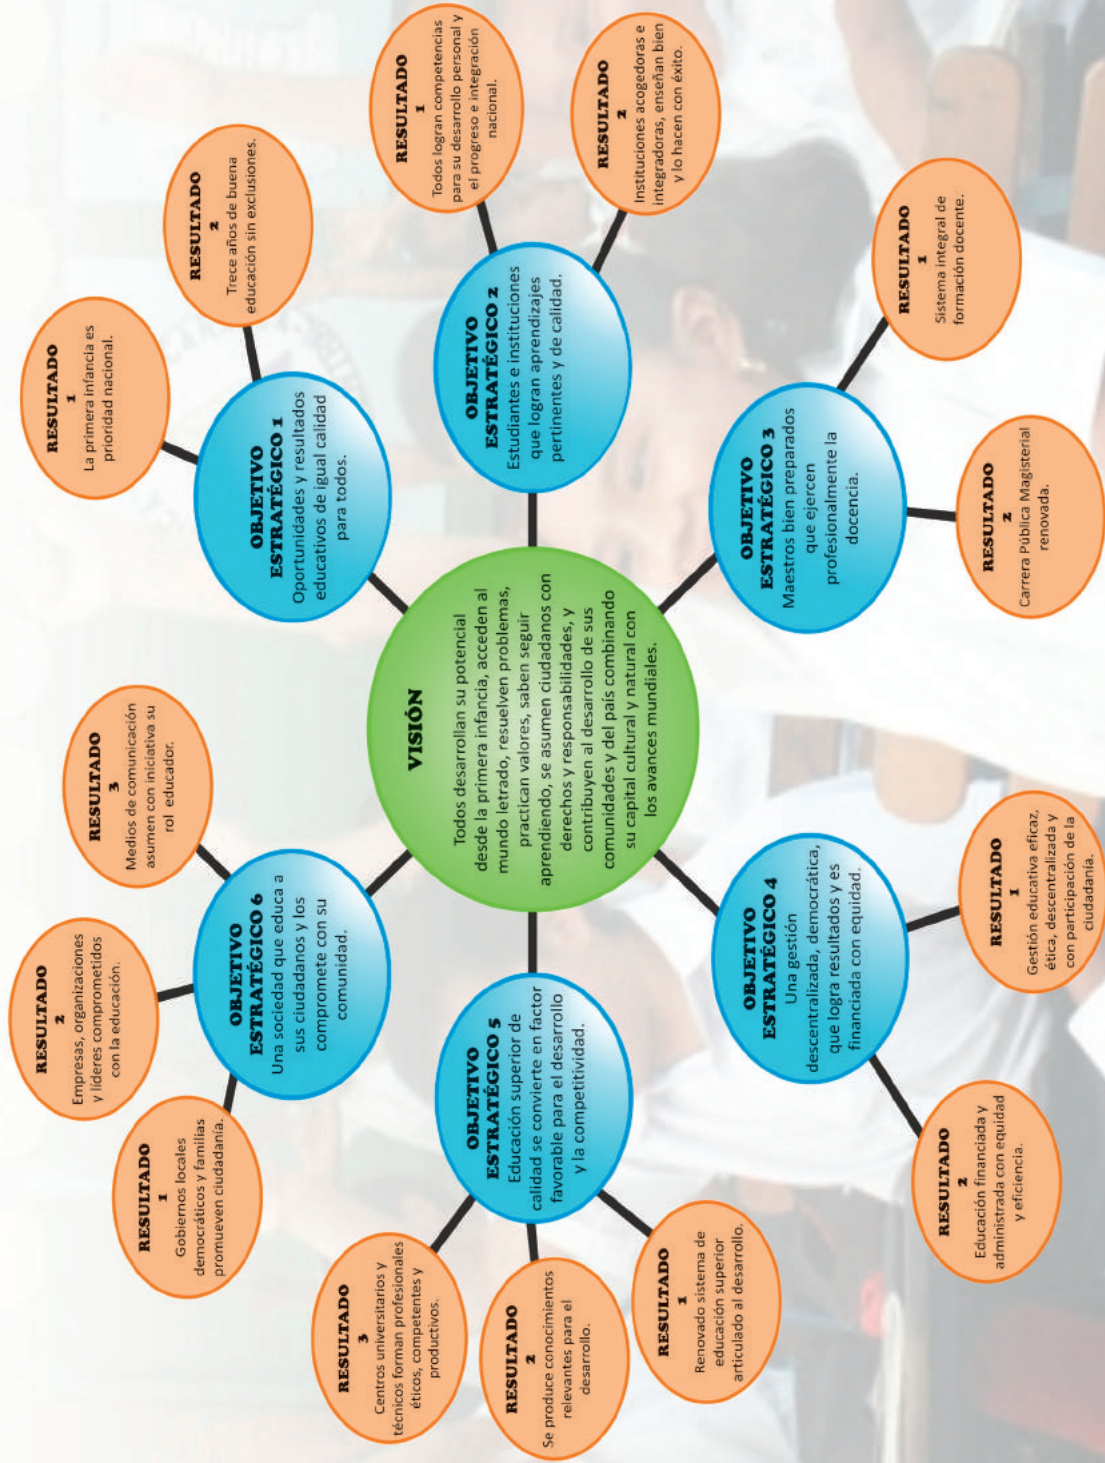 VISIÓN
Todos desarrollan su potencial
desde la primera infancia, acceden al
mundo letrado, resuelven problemas,
practican valores, saben seguir
aprendiendo, se asumen ciudadanos con
derechos y responsabilidades, y
contribuyen al desarrollo de sus
comunidades y del país combinando
su capital cultural y natural con
los avances mundiales.
OBJETIVO
ESTRATÉGICO 1
Oportunidades y resultados
educativos de igual calidad
para todos.
RESULTADO
1
La primera infancia es
prioridad nacional.
RESULTADO
2
Trece años de buena
educación sin exclusiones.
OBJETIVO
ESTRATÉGICO 2
Estudiantes e instituciones
que logran aprendizajes
pertinentes y de calidad.
RESULTADO
1
Todos logran competencias
para su desarrollo personal y
el progreso e integración
nacional.
RESULTADO
2
Instituciones acogedoras e
integradoras, enseñan bien
y lo hacen con éxito.
OBJETIVO
ESTRATÉGICO 3
Maestros bien preparados
que ejercen
profesionalmente la
docencia.
RESULTADO
1
Sistema integral de
formación docente.
RESULTADO
2
Carrera Pública Magisterial
renovada.
OBJETIVO
ESTRATÉGICO 4
Una gestión
descentralizada, democrática,
que logra resultados y es
financiada con equidad.
RESULTADO
1
Gestión educativa eficaz,
ética, descentralizada y
con participación de la
ciudadanía.
RESULTADO
2
Educación financiada y
administrada con equidad
y eficiencia.
OBJETIVO
ESTRATÉGICO 5
Educación superior de
calidad se convierte en factor
favorable para el desarrollo
y la competitividad.
RESULTADO
1
Renovado sistema de
educación superior
articulado al desarrollo.
RESULTADO
2
Se produce conocimientos
relevantes para el
desarrollo.
RESULTADO
3
Centros universitarios y
técnicos forman profesionales
éticos, competentes y
productivos.
OBJETIVO
ESTRATÉGICO 6
Una sociedad que educa a
sus ciudadanos y los
compromete con su
comunidad.
RESULTADO
1
Gobiernos locales
democráticos y familias
promueven ciudadanía.
RESULTADO
2
Empresas, organizaciones
y líderes comprometidos
con la educación.
RESULTADO
3
Medios de comunicación
asumen con iniciativa su
rol educador.